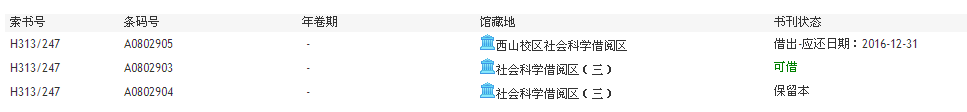 索书号 条码号 年卷期 馆藏地 书刊状态
H313/247 A0802905 - 西山校区社会科学借阅区 借出-应还日期：2016-12-31
H313/247 A0802903 - 社会科学借阅区（三） 可借
H313/247 A0802904 - 社会科学借阅区（三） 保留本